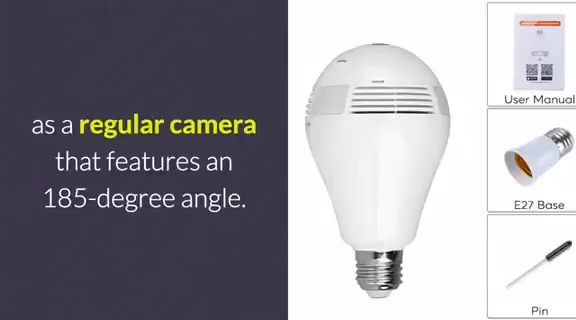 as a regular camera
that features an
185-degree angle.
User Manual
E27 Base
Pin